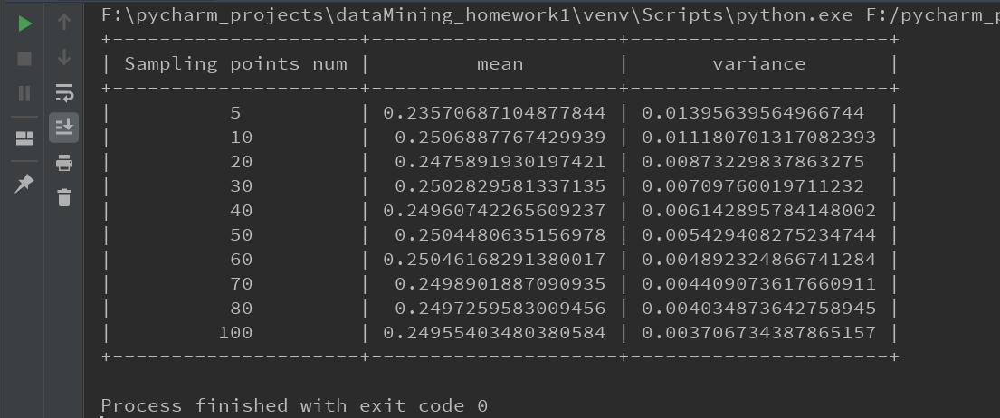 F:\pycharm_projects\dataMining_homework1\venv\Scripts\python.exe F:/pycharm_p
+---------------------+---------------------+----------------------+
| Sampling points num |         mean        |       variance       |
+---------------------+---------------------+----------------------+
|          5          | 0.23570687104877844 | 0.01395639564966744  |
|          10         |  0.2506887767429939 | 0.011180701317082393 |
|          20         |  0.2475891930197421 | 0.00873229837863275  |
|          30         |  0.2502829581337135 | 0.00709760019711232  |
|          40         | 0.24960742265609237 | 0.006142895784148002 |
|          50         |  0.2504480635156978 | 0.005429408275234744 |
|          60         | 0.25046168291380017 | 0.004892324866741284 |
|          70         |  0.2498901887090935 | 0.004409073617660911 |
|          80         |  0.2497259583009456 | 0.004034873642758945 |
|         100         | 0.24955403480380584 | 0.003706734387865157 |
+---------------------+---------------------+----------------------+
Process finished with exit code 0